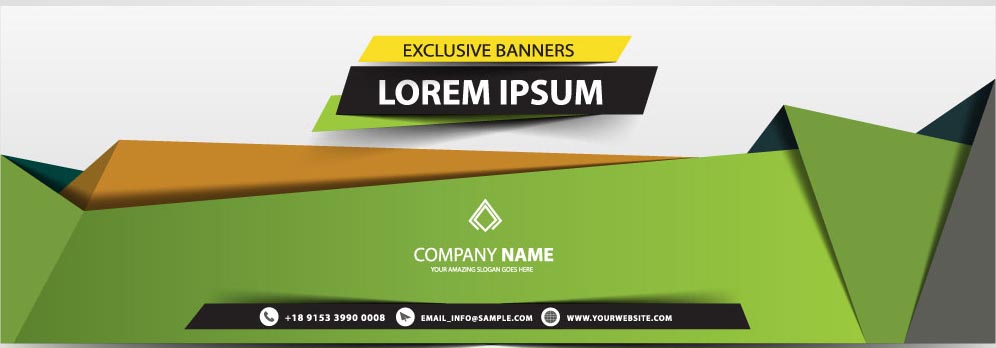 EXCLUSIVE BANNERS
LOREM IPSUM
COMPANY NAME
YOUR AMAZING SLOGAN GOES HERE
+18 9153 3990 0008 EMAIL_INFO@SAMPLE.COM WWW.YOURWEBSITE.COM